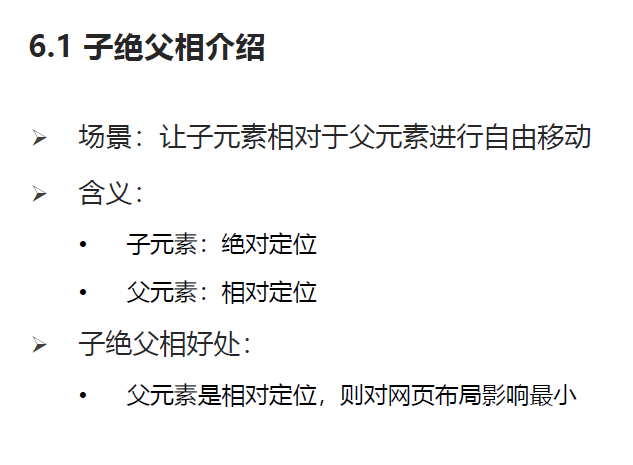 6.1 子绝父相介绍
场景：让子元素相对于父元素进行自由移动
含义：
子元素：绝对定位
父元素：相对定位
子绝父相好处：
父元素是相对定位，则对网页布局影响最小